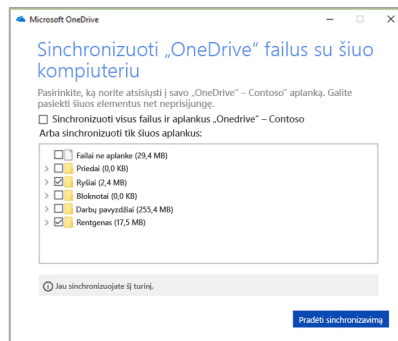 Microsoft OneDrive
Sinchronizuoti „OneDrive“ failus su šiuo
kompiuteriu
Pasirinkite, ką norite atsisiųsti į savo „OneDrive“ – Contoso“ aplanką. Galite
pasiekti šiuos elementus net neprisijungę.
Sinchronizuoti visus failus ir aplankus „Onedrive“ – Contoso
Arba sinchronizuoti tik šiuos aplankus:
Failai ne aplanke (29,4 MB)
Priedai (0,0 KB)
Ryšiai (2,4 MB)
Bloknotai (0,0 KB)
Darbų pavyzdžiai (255,4 MB)
Rentgenas (17,5 MB)
Jau sinchronizuojate šį turinį.
Pradėti sinchronizavimą